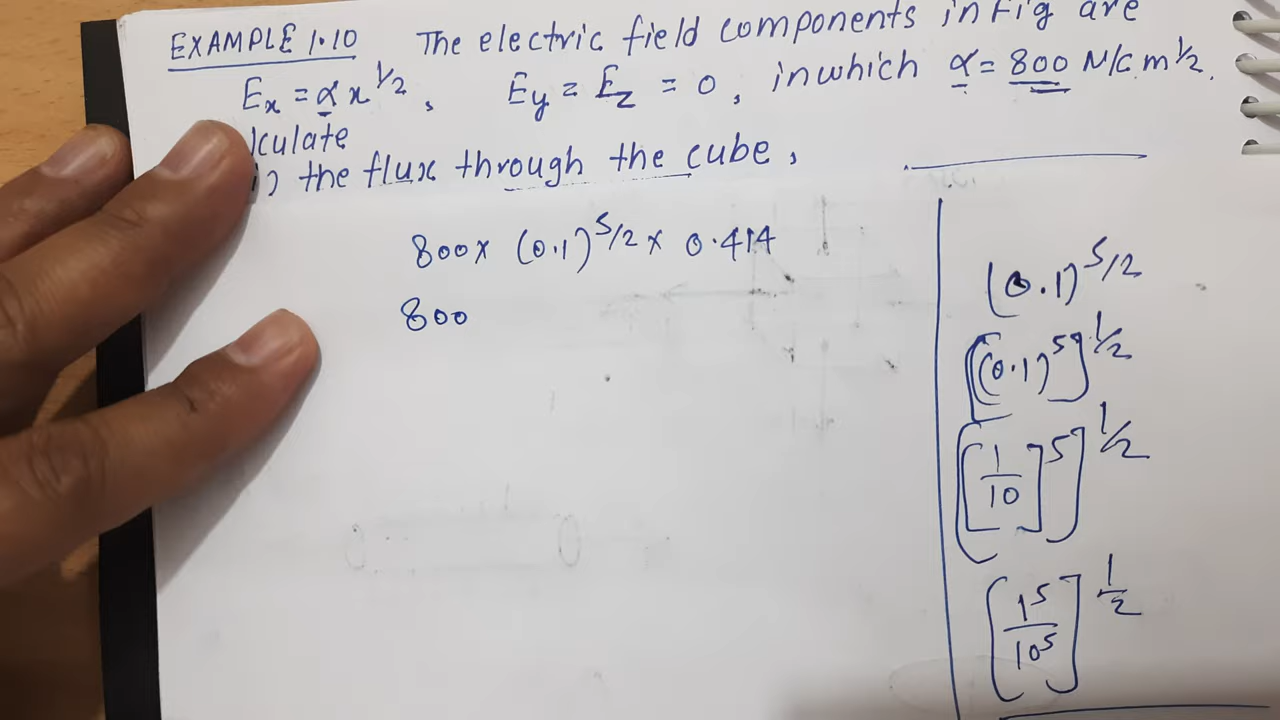 EXAMPLE 1.10 The electric field components in Fig are
Ex = αx^1/2, Ey = Ez = 0, in which α = 800 N/C m^1/2.
lculate
i) the flux through the cube,
800 x (0.1)^5/2 x 0.414
800
(0.1)^5/2
[(0.1)^5]^1/2
[[1/10]^5]^1/2
[1^5/10^5]^1/2